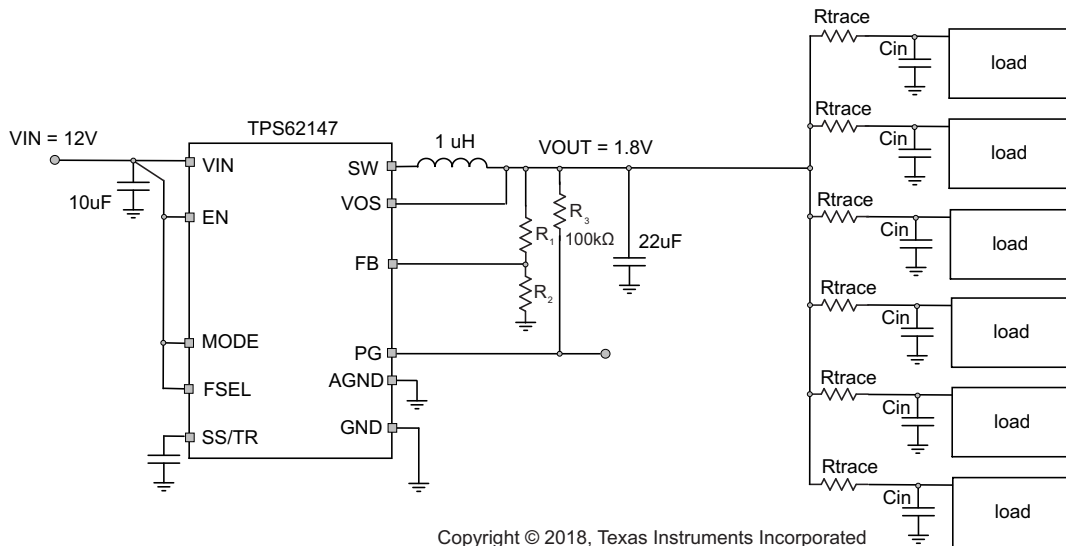 Rtrace
Cin
load
TPS62147
VIN = 12V
1 uH
VOUT = 1.8V
Rtrace
Cin
load
VIN
SW
10uF
EN
VOS
R3
R1
100kΩ
Rtrace
Cin
load
FB
22uF
R2
Rtrace
Cin
load
MODE
PG
FSEL
AGND
Rtrace
Cin
load
SS/TR
GND
Rtrace
Cin
load
Copyright © 2018, Texas Instruments Incorporated